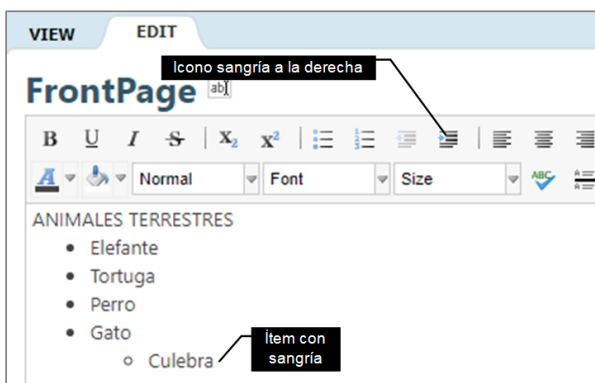 VIEW
EDIT
Icono sangría a la derecha
FrontPage
ab
B U I S X2 x2
A Normal Font Size ABC
ANIMALES TERRESTRES
Elefante
Tortuga
Perro
Gato
Culebra
Ítem con
sangría